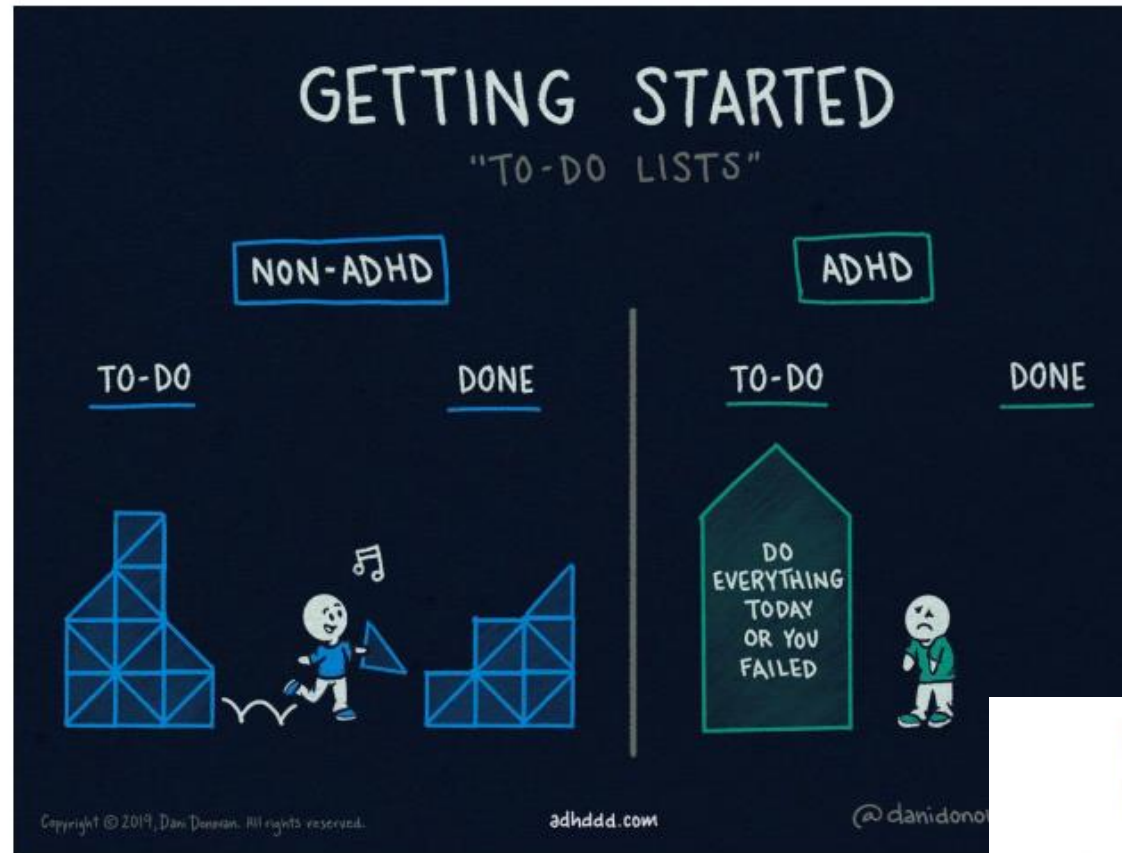 GETTING STARTED
"TO-DO LISTS"
NON-ADHD
TO-DO
DONE
ADHD
TO-DO
DONE
DO
EVERYTHING
TODAY
OR YOU
FAILED
Copyright © 2019, Dani Donovan. All rights reserved.
adhddd.com